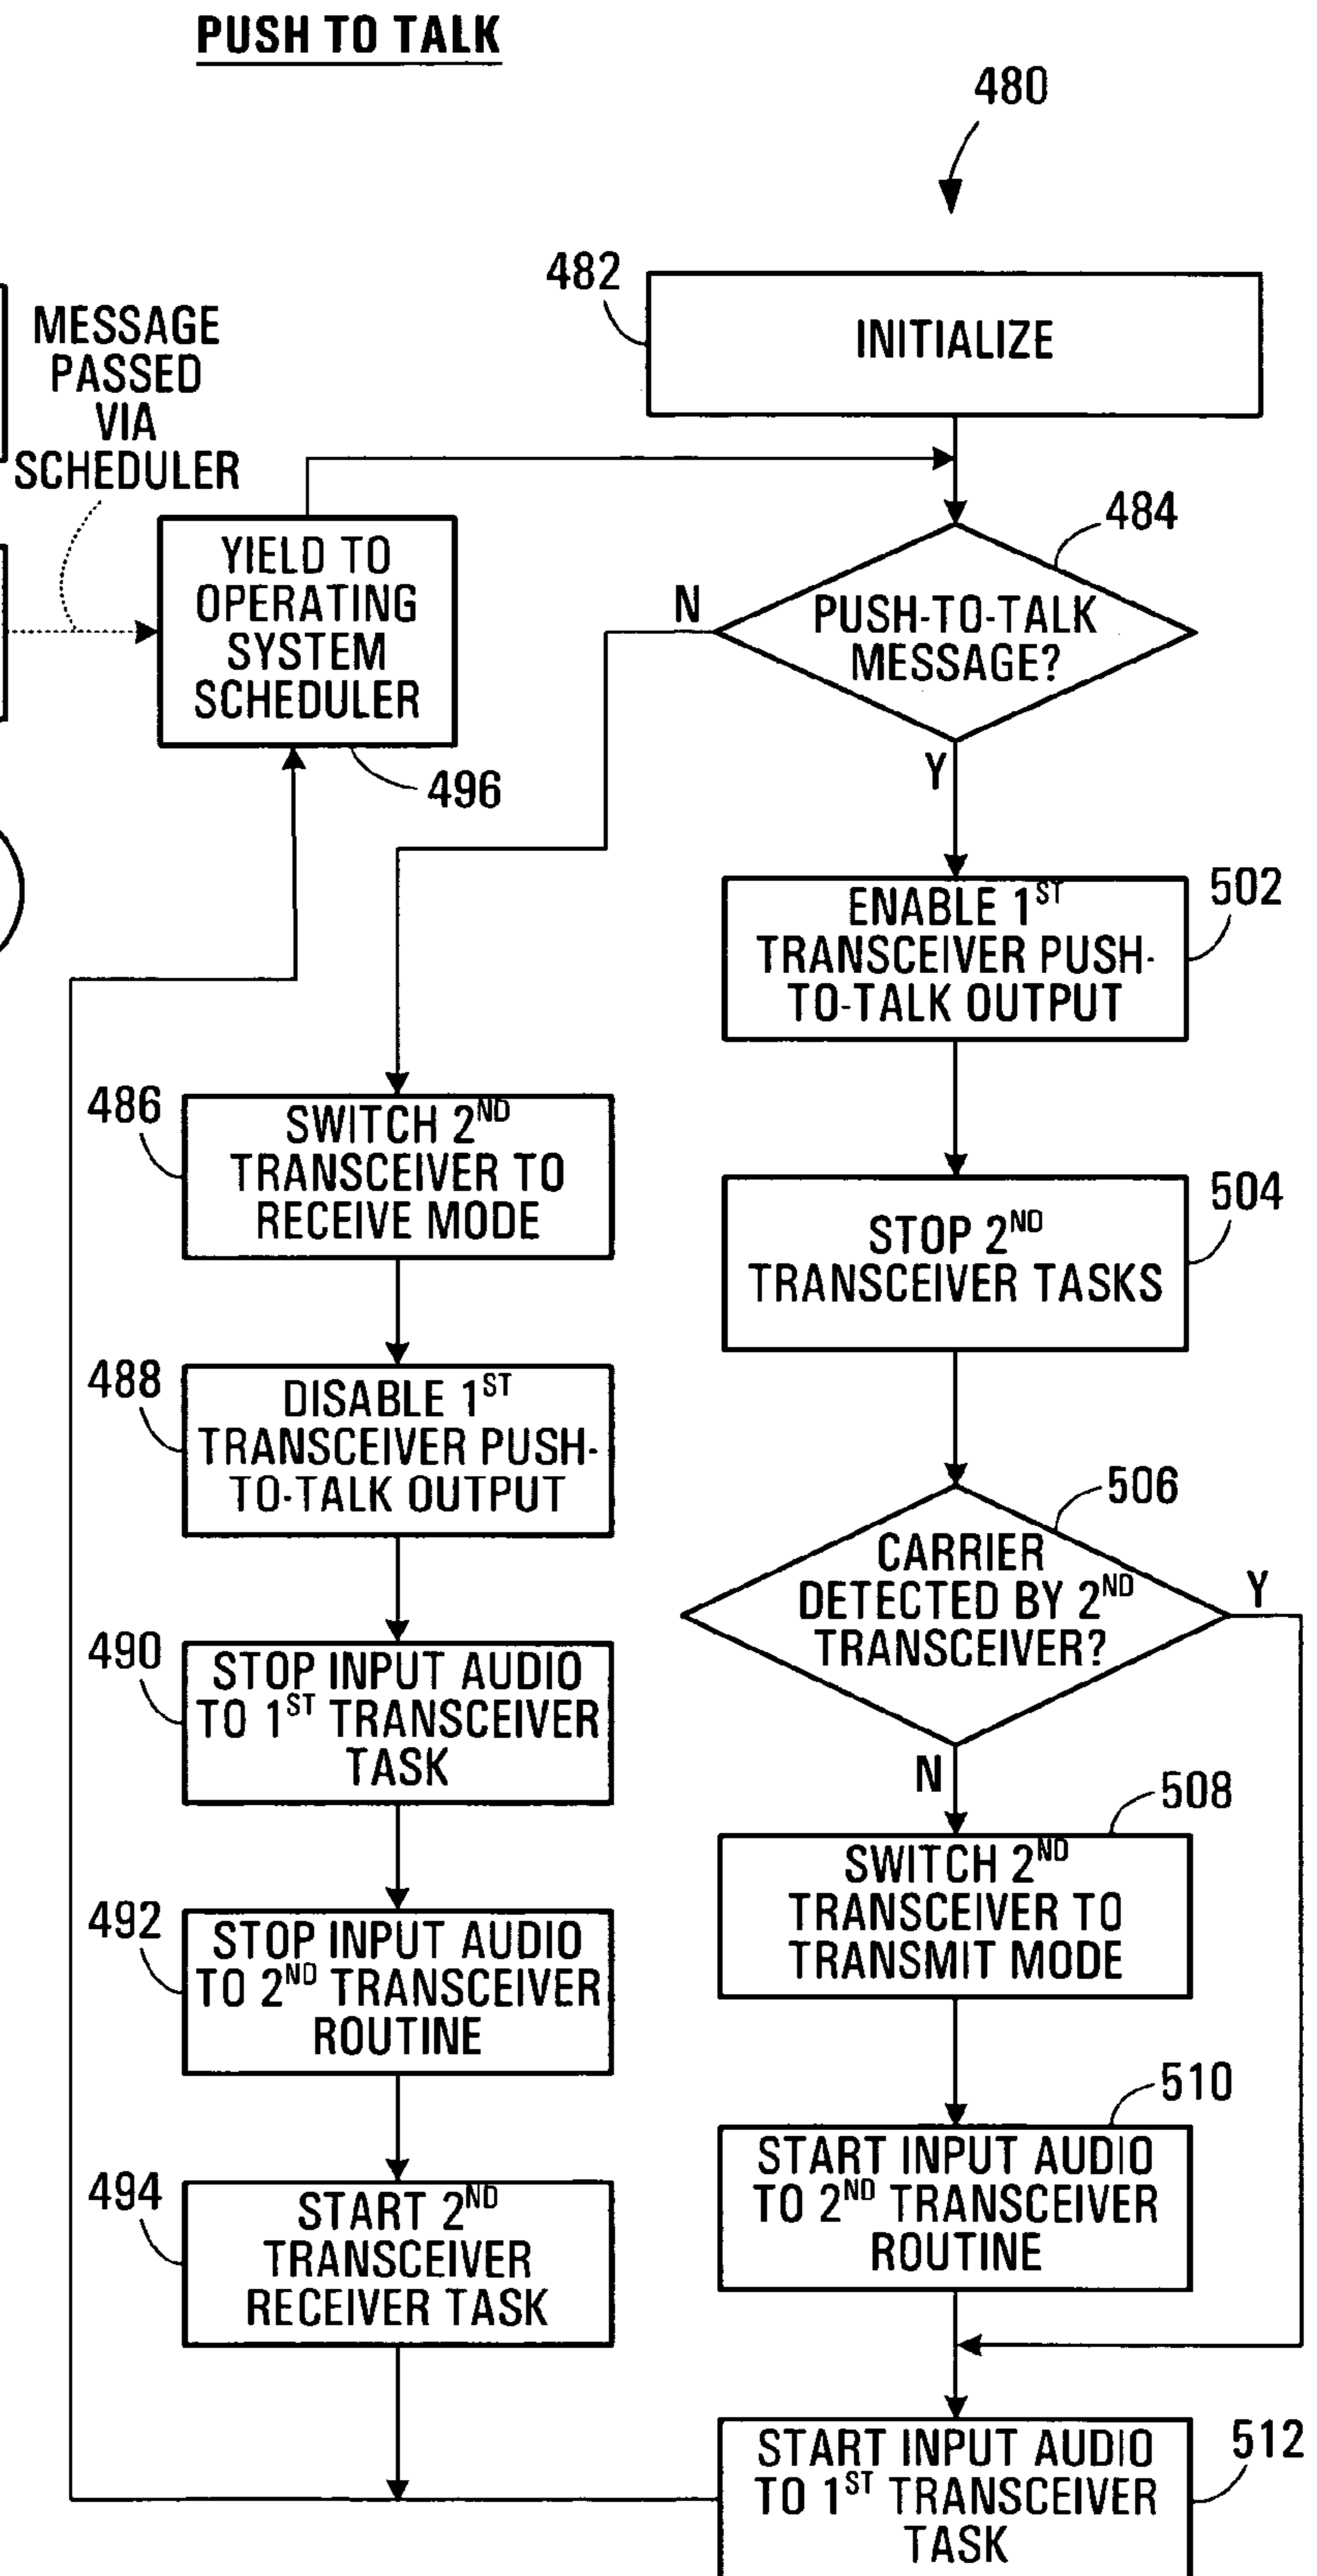 PUSH TO TALK
480
482
INITIALIZE
MESSAGE
PASSED
VIA
SCHEDULER
YIELD TO
OPERATING
SYSTEM
SCHEDULER
496
484
N
PUSH-TO-TALK
MESSAGE?
Y
ENABLE 1ST
TRANSCEIVER PUSH-
TO-TALK OUTPUT
502
STOP 2ND
TRANSCEIVER TASKS
504
486
SWITCH 2ND
TRANSCEIVER TO
RECEIVE MODE
488
DISABLE 1ST
TRANSCEIVER PUSH-
TO-TALK OUTPUT
490
STOP INPUT AUDIO
TO 1ST TRANSCEIVER
TASK
492
STOP INPUT AUDIO
TO 2ND TRANSCEIVER
ROUTINE
494
START 2ND
TRANSCEIVER
RECEIVER TASK
506
CARRIER
DETECTED BY 2ND
TRANSCEIVER?
Y
N
508
SWITCH 2ND
TRANSCEIVER TO
TRANSMIT MODE
510
START INPUT AUDIO
TO 2ND TRANSCEIVER
ROUTINE
START INPUT AUDIO
TO 1ST TRANSCEIVER
TASK
512